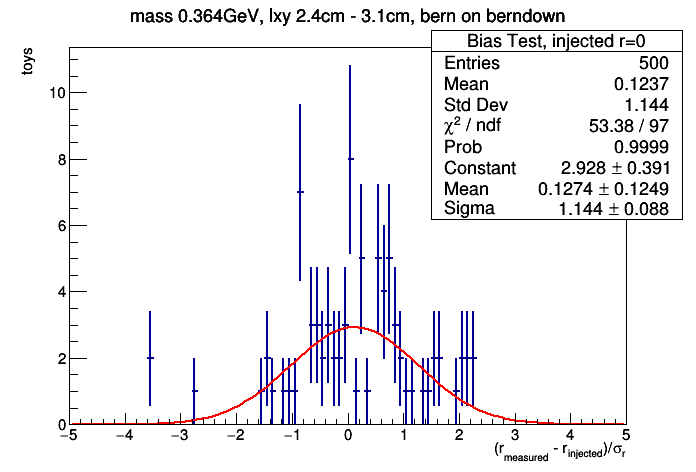 mass 0.364GeV, lxy 2.4cm - 3.1cm, bern on berndown
Bias Test, injected r=0
Entries 500
Mean 0.1237
Std Dev 1.144
χ² / ndf 53.38 / 97
Prob 0.9999
Constant 2.928 ± 0.391
Mean 0.1274 ± 0.1249
Sigma 1.144 ± 0.088
toys
10
8
6
4
2
0
−5 −4 −3 −2 −1 0 1 2 3 4 5
(r_measured - r_injected)/σ_r